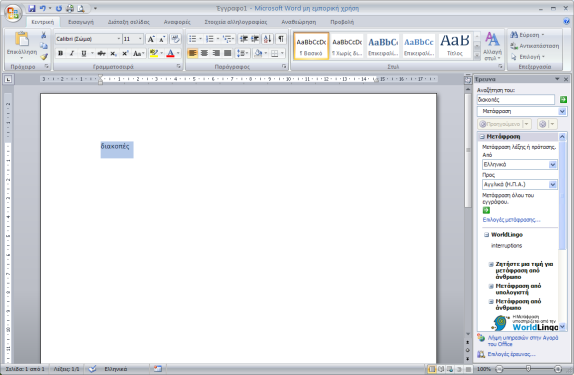 Έγγραφο1 - Microsoft Word μη εμπορική χρήση
Κεντρική Εισαγωγή Διάταξη σελίδας Αναφορές Στοιχεία αλληλογραφίας Αναθεώρηση Προβολή
Επικόλληση
Πρόχειρο
Calibri (Σώμα) 11
Γραμματοσειρά
Παράγραφος
AaBbCcDc AaBbCcDc AaBbC AaBbCc AaB
¶ Βασικό ¶ Χωρίς δι... Επικεφαλί... Επικεφαλί... Τίτλος
Αλλαγή στυλ
Στυλ
Εύρεση
Αντικατάσταση
Επιλογή
Επεξεργασία
διακοπές
Έρευνα
Αναζήτηση του:
διακοπές
Μετάφραση
Προηγούμενο
Μετάφραση
Μετάφραση λέξης ή πρότασης.
Από
Ελληνικά
Προς
Αγγλικά (Η.Π.Α.)
Μετάφραση όλου του
εγγράφου.
Επιλογές μετάφρασης...
WorldLingo
interruptions
Ζητήστε μια τιμή για
μετάφραση από
άνθρωπο
Μετάφραση από
υπολογιστή
Μετάφραση από
άνθρωπο
Η Μετάφραση
υποστηρίζεται από την
WorldLingo
Λήψη υπηρεσιών στην Αγορά
του Office
Επιλογές έρευνας...
Σελίδα: 1 από 1 Λέξεις: 1/1 Ελληνικά 100%